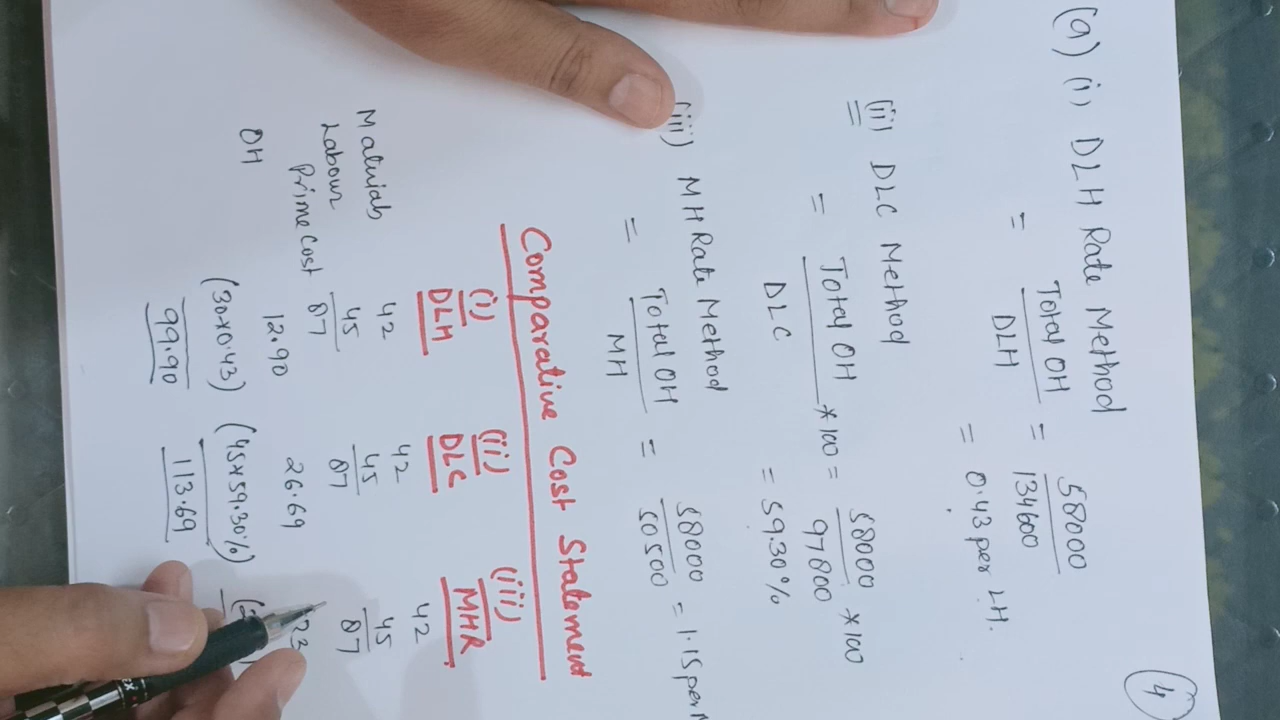 4
(a) (i) DLH Rate Method
= Total OH / DLH = 58000 / 134600
= 0.43 per LH.
(ii) DLC Method
= Total OH / DLC * 100 = 58000 / 97800 * 100
= 59.30%
(iii) MH Rate Method
= Total OH / MH = 58000 / 50500 = 1.15 per
Comparative Cost Statement
(i) (ii) (iii)
DLH DLC MHR
Materials 42 42 42
Labour 45 45 45
Prime Cost 87 87 87
OH 12.90 26.69 23
(30*0.43) (45*59.30%)
99.90 113.69